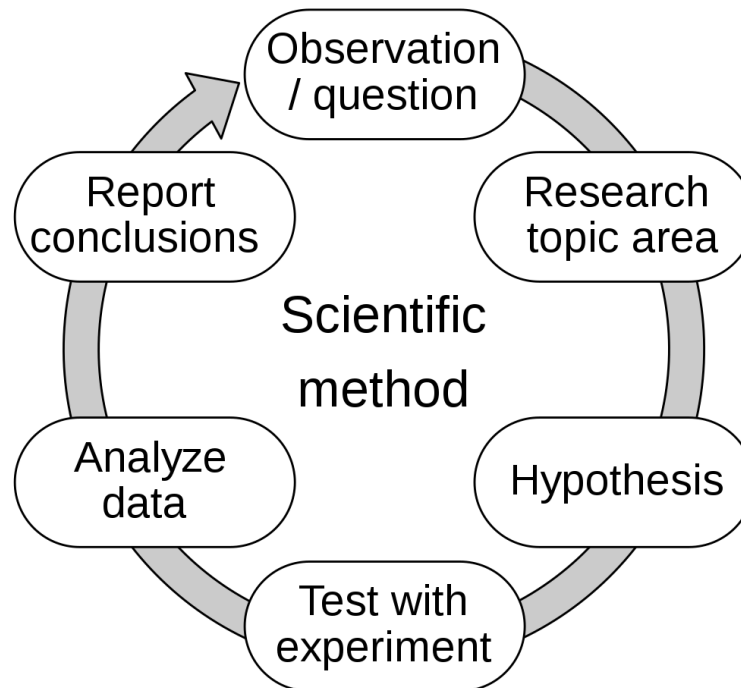 Observation
/ question
Research
topic area
Hypothesis
Test with
experiment
Analyze
data
Report
conclusions
Scientific
method